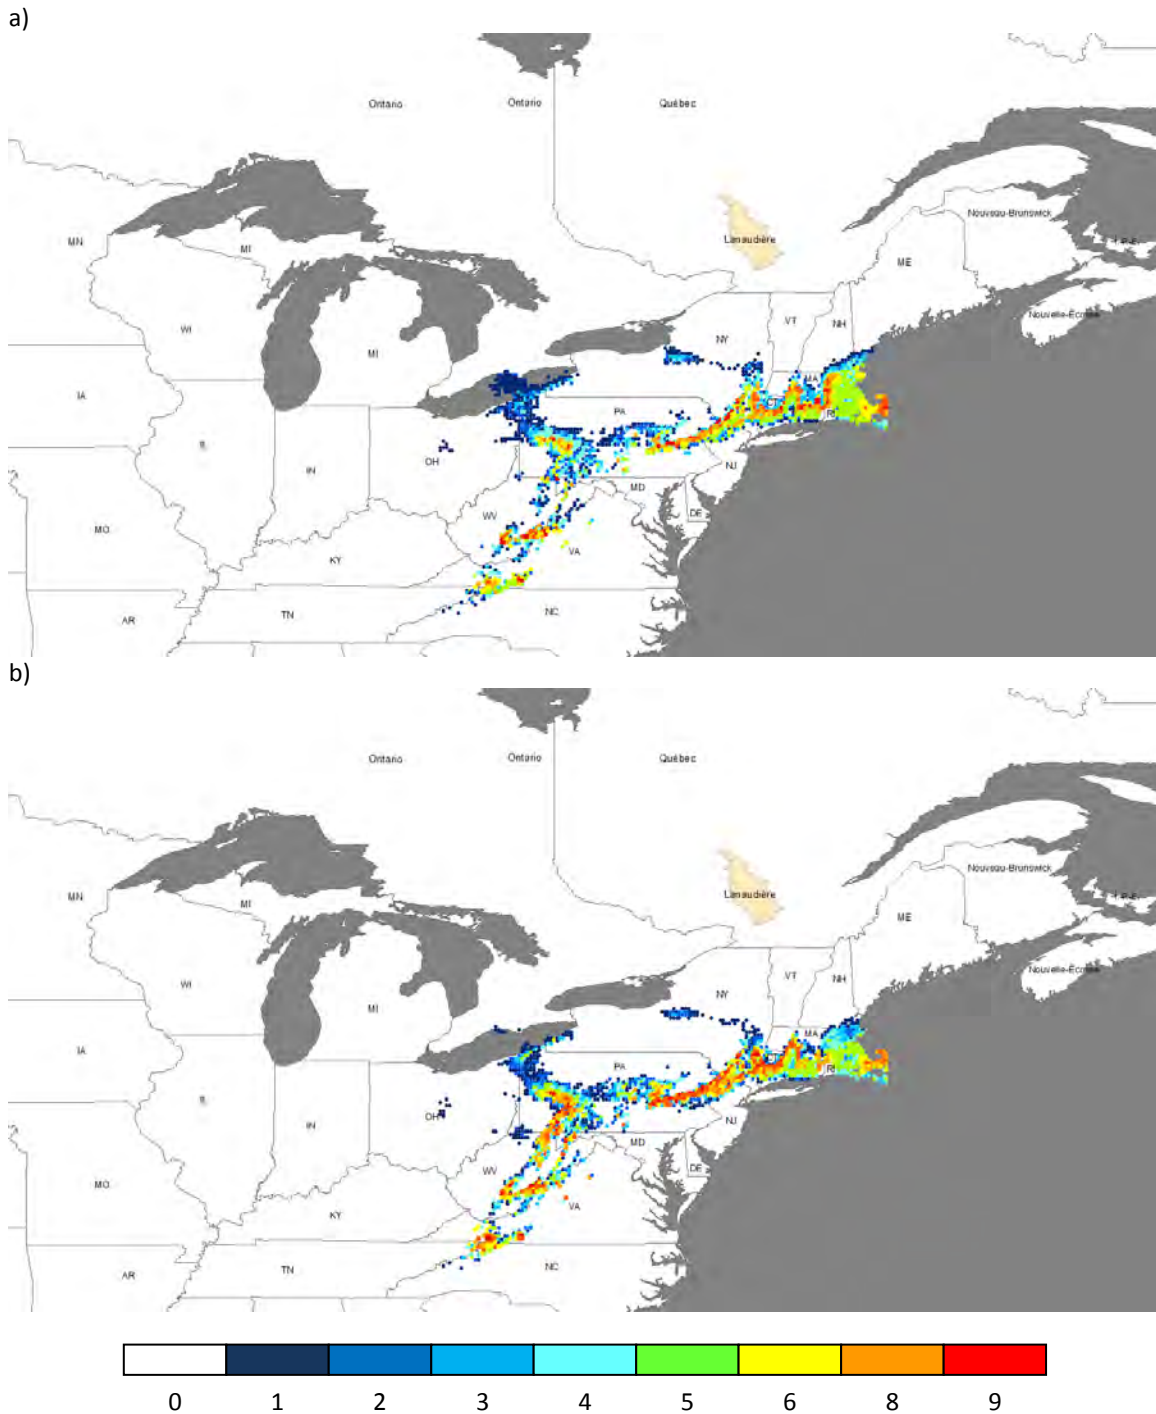 a)
Ontario Ontario Québec
Lanaudière
Nouveau-Brunswick
MN MI ME
Nouvelle-Écosse
WI MI NY VT NH
IA MA
PA CT RI
IL IN OH NJ
MD DE
MO WV VA
KY
AR TN NC
b)
Ontario Ontario Québec
Lanaudière
Nouveau-Brunswick
MN MI ME
Nouvelle-Écosse
WI MI NY VT NH
IA MA
PA CT RI
IL IN OH NJ
MD DE
MO WV VA
KY
AR TN NC
0 1 2 3 4 5 6 8 9